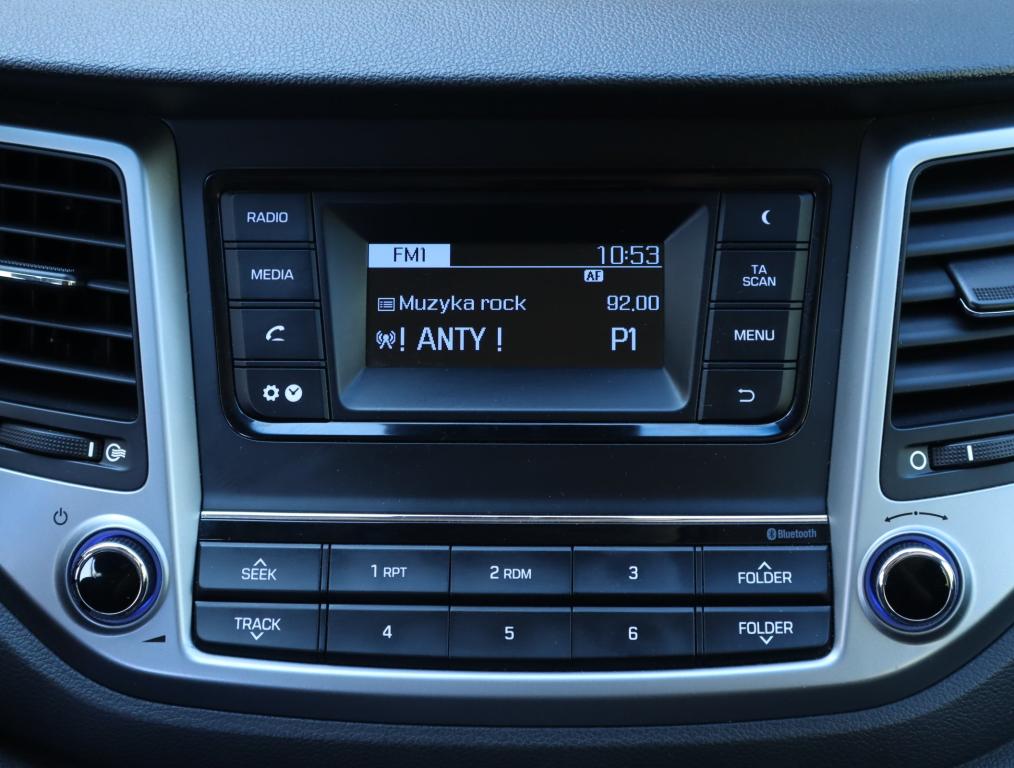 RADIO
MEDIA
FM1 10:53
AF
Muzyka rock 92.00
! ANTY ! P1
TA
SCAN
MENU
Bluetooth
SEEK
1 RPT
2 RDM
3
FOLDER
TRACK
4
5
6
FOLDER